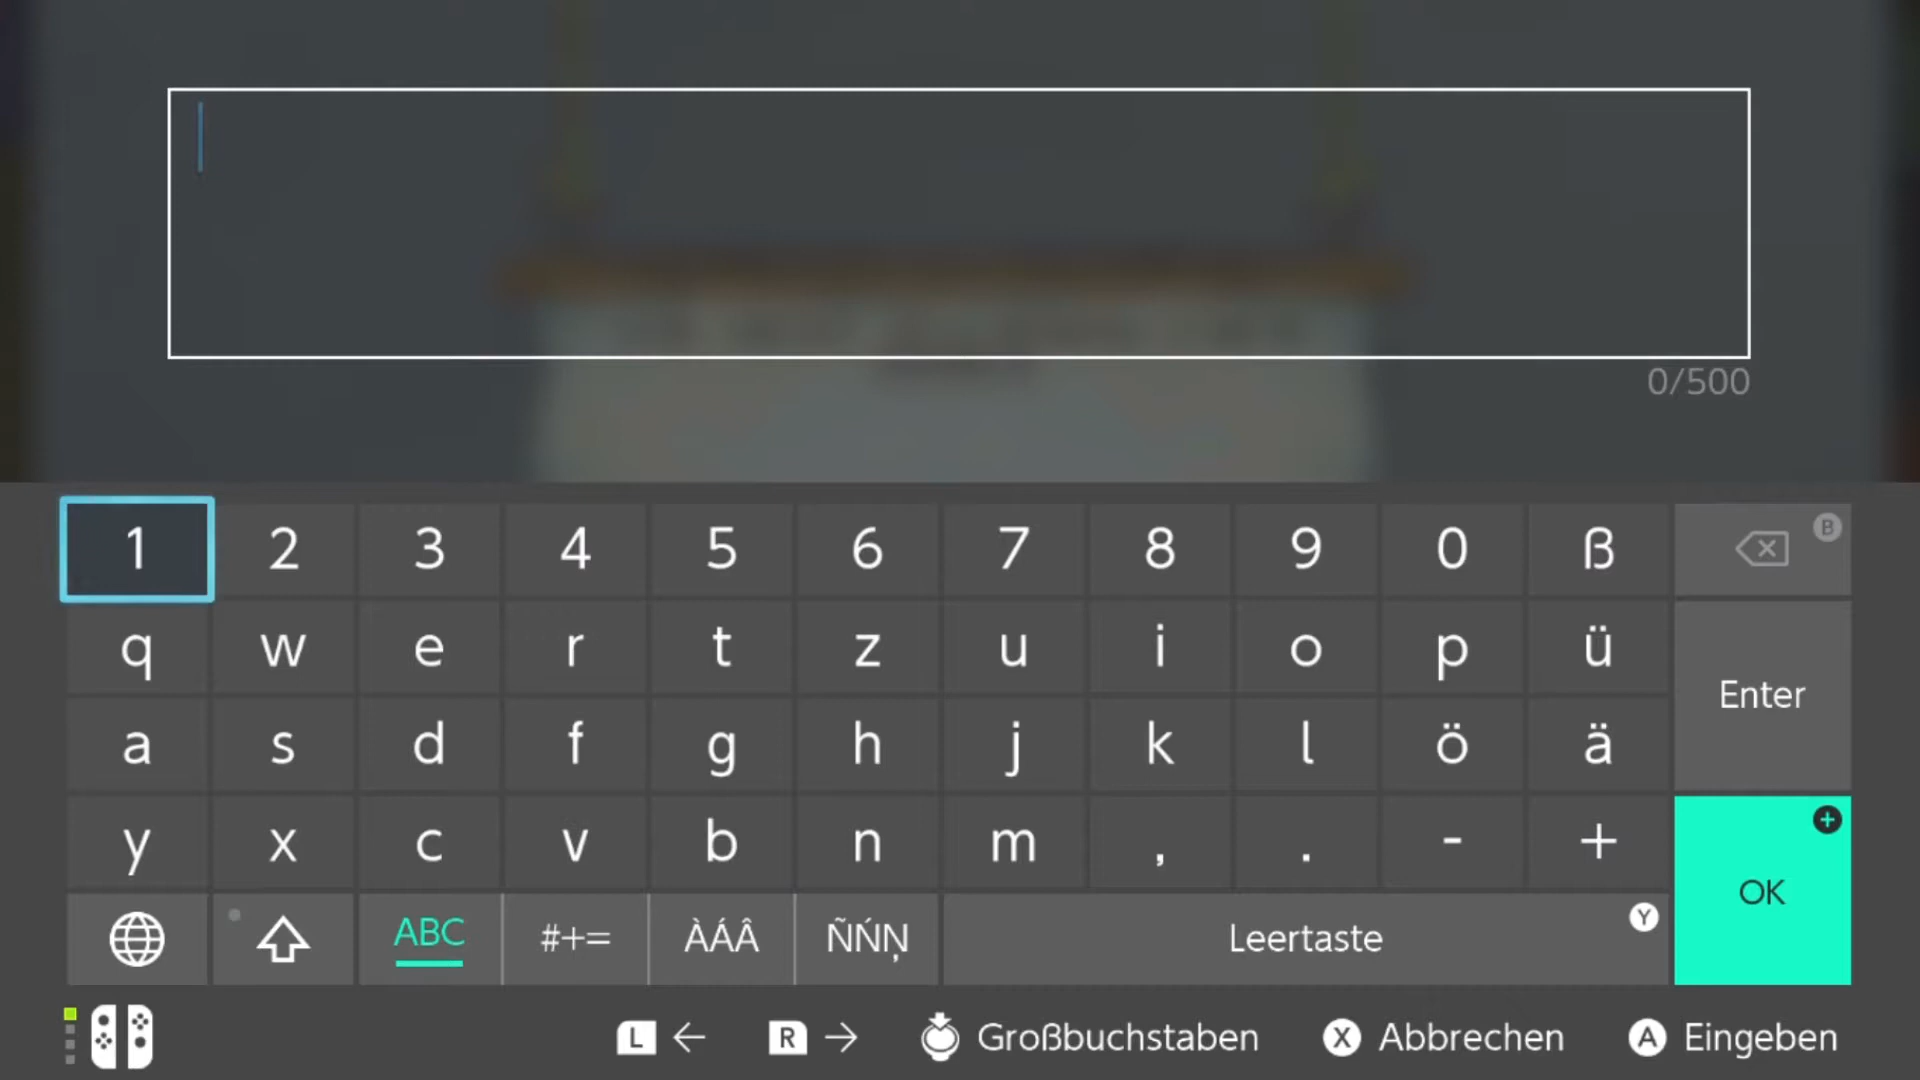 0/500
1 2 3 4 5 6 7 8 9 0 ß B
q w e r t z u i o p ü
Enter
a s d f g h j k l ö ä
y x c v b n m , . - +
+
OK
ABC #+= ÀÁÂ ÑŃŅ Leertaste Y
L ← R → Großbuchstaben X Abbrechen A Eingeben